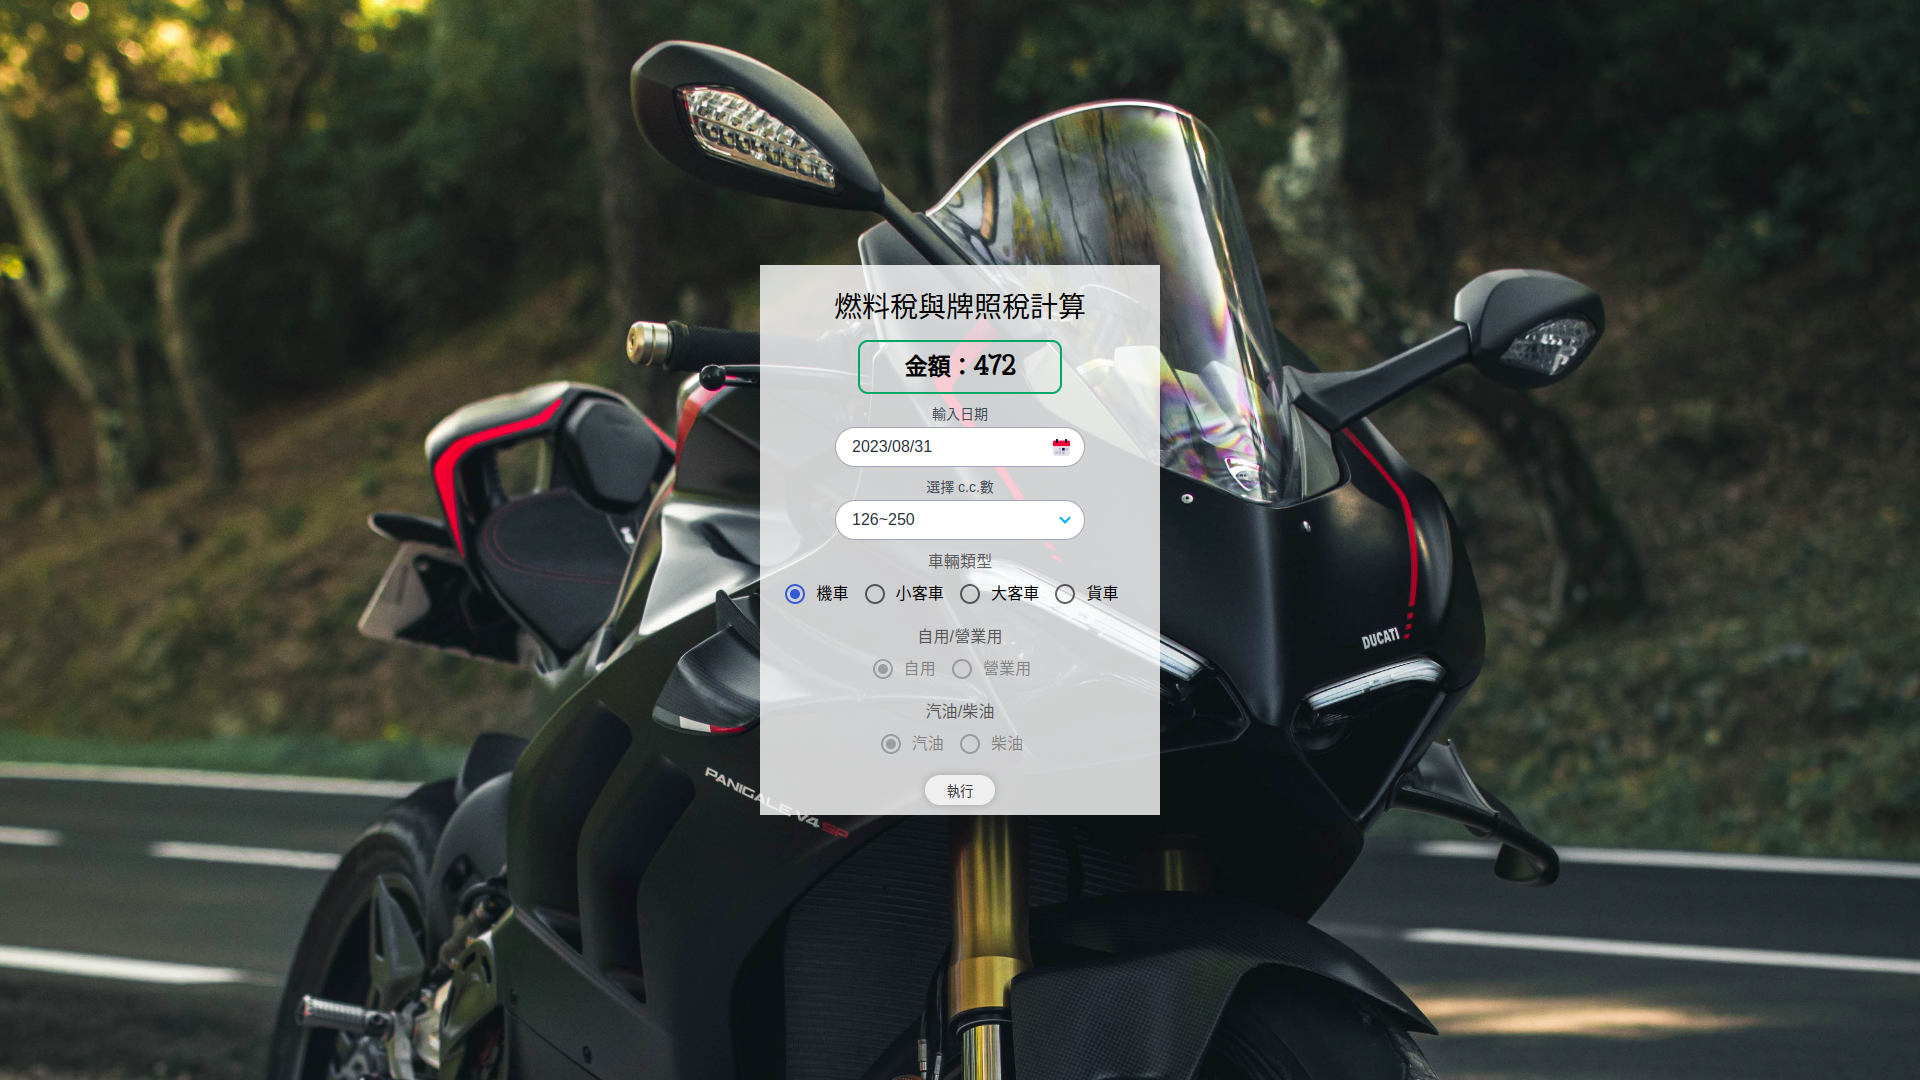 燃料稅與牌照稅計算
金額：472
輸入日期
2023/08/31
選擇 c.c.數
126~250
車輛類型
機車 小客車 大客車 貨車
自用/營業用
自用 營業用
汽油/柴油
汽油 柴油
執行
DUCATI
PANIGALE V4 SP